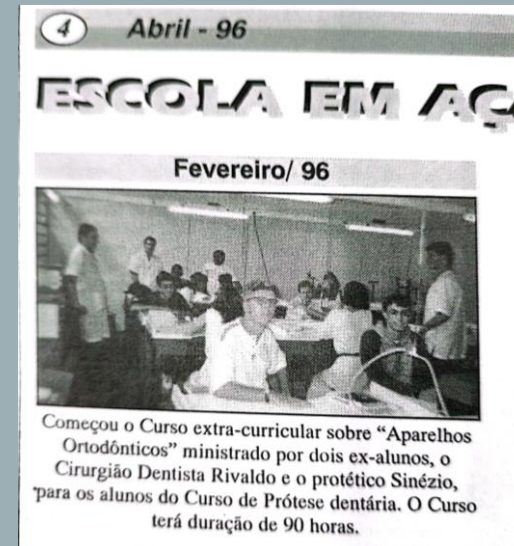 4 Abril - 96
ESCOLA EM AÇ
Fevereiro/ 96
Começou o Curso extra-curricular sobre “Aparelhos
Ortodônticos” ministrado por dois ex-alunos, o
Cirurgião Dentista Rivaldo e o protético Sinézio,
para os alunos do Curso de Prótese dentária. O Curso
terá duração de 90 horas.